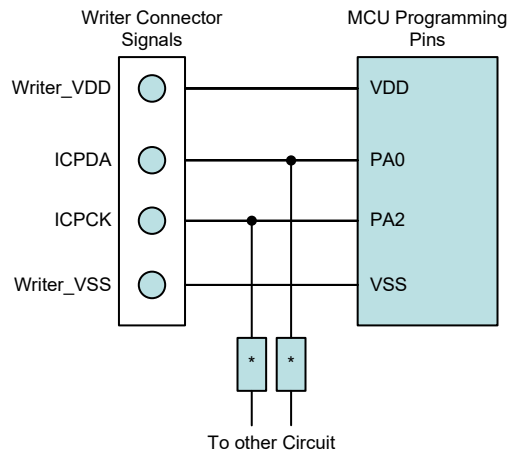 Writer Connector
Signals
MCU Programming
Pins
Writer_VDD
VDD
ICPDA
PA0
ICPCK
PA2
Writer_VSS
VSS
* *
To other Circuit